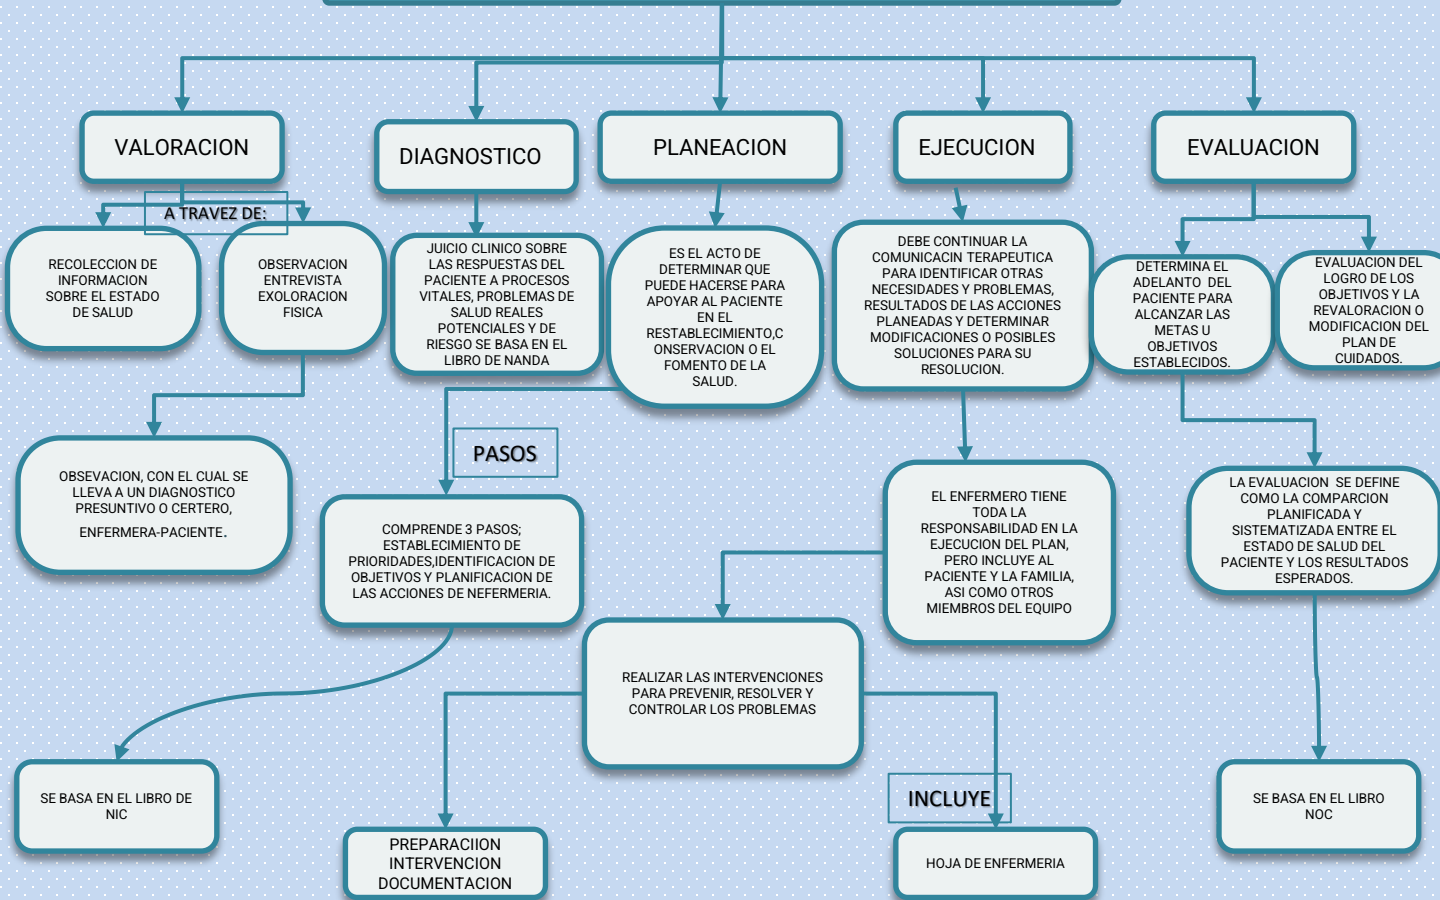 VALORACION
DIAGNOSTICO
PLANEACION
EJECUCION
EVALUACION
A TRAVEZ DE:
RECOLECCION DE
INFORMACION
SOBRE EL ESTADO
DE SALUD
OBSERVACION
ENTREVISTA
EXOLORACION
FISICA
JUICIO CLINICO SOBRE
LAS RESPUESTAS DEL
PACIENTE A PROCESOS
VITALES, PROBLEMAS DE
SALUD REALES
POTENCIALES Y DE
RIESGO SE BASA EN EL
LIBRO DE NANDA
ES EL ACTO DE
DETERMINAR QUE
PUEDE HACERSE PARA
APOYAR AL PACIENTE
EN EL
RESTABLECIMIENTO,C
ONSERVACION O EL
FOMENTO DE LA
SALUD.
DEBE CONTINUAR LA
COMUNICACIN TERAPEUTICA
PARA IDENTIFICAR OTRAS
NECESIDADES Y PROBLEMAS,
RESULTADOS DE LAS ACCIONES
PLANEADAS Y DETERMINAR
MODIFICACIONES O POSIBLES
SOLUCIONES PARA SU
RESOLUCION.
DETERMINA EL
ADELANTO DEL
PACIENTE PARA
ALCANZAR LAS
METAS U
OBJETIVOS
ESTABLECIDOS.
EVALUACION DEL
LOGRO DE LOS
OBJETIVOS Y LA
REVALORACION O
MODIFICACION DEL
PLAN DE
CUIDADOS.
OBSEVACION, CON EL CUAL SE
LLEVA A UN DIAGNOSTICO
PRESUNTIVO O CERTERO,
ENFERMERA-PACIENTE.
PASOS
COMPRENDE 3 PASOS;
ESTABLECIMIENTO DE
PRIORIDADES,IDENTIFICACION DE
OBJETIVOS Y PLANIFICACION DE
LAS ACCIONES DE NEFERMERIA.
EL ENFERMERO TIENE
TODA LA
RESPONSABILIDAD EN LA
EJECUCION DEL PLAN,
PERO INCLUYE AL
PACIENTE Y LA FAMILIA,
ASI COMO OTROS
MIEMBROS DEL EQUIPO
LA EVALUACION SE DEFINE
COMO LA COMPARCION
PLANIFICADA Y
SISTEMATIZADA ENTRE EL
ESTADO DE SALUD DEL
PACIENTE Y LOS RESULTADOS
ESPERADOS.
REALIZAR LAS INTERVENCIONES
PARA PREVENIR, RESOLVER Y
CONTROLAR LOS PROBLEMAS
SE BASA EN EL LIBRO DE
NIC
INCLUYE
SE BASA EN EL LIBRO
NOC
PREPARACIION
INTERVENCION
DOCUMENTACION
HOJA DE ENFERMERIA